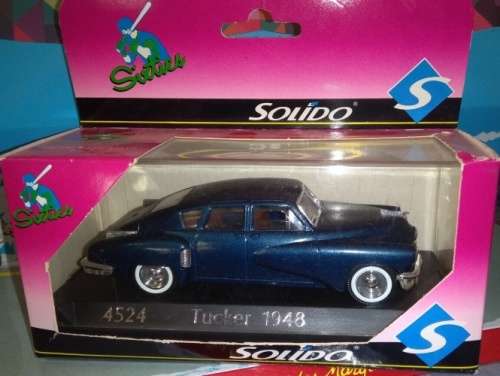 Sixties
SOLIDO
S
Sixties
4524 Tucker 1948
S
SOLIDO